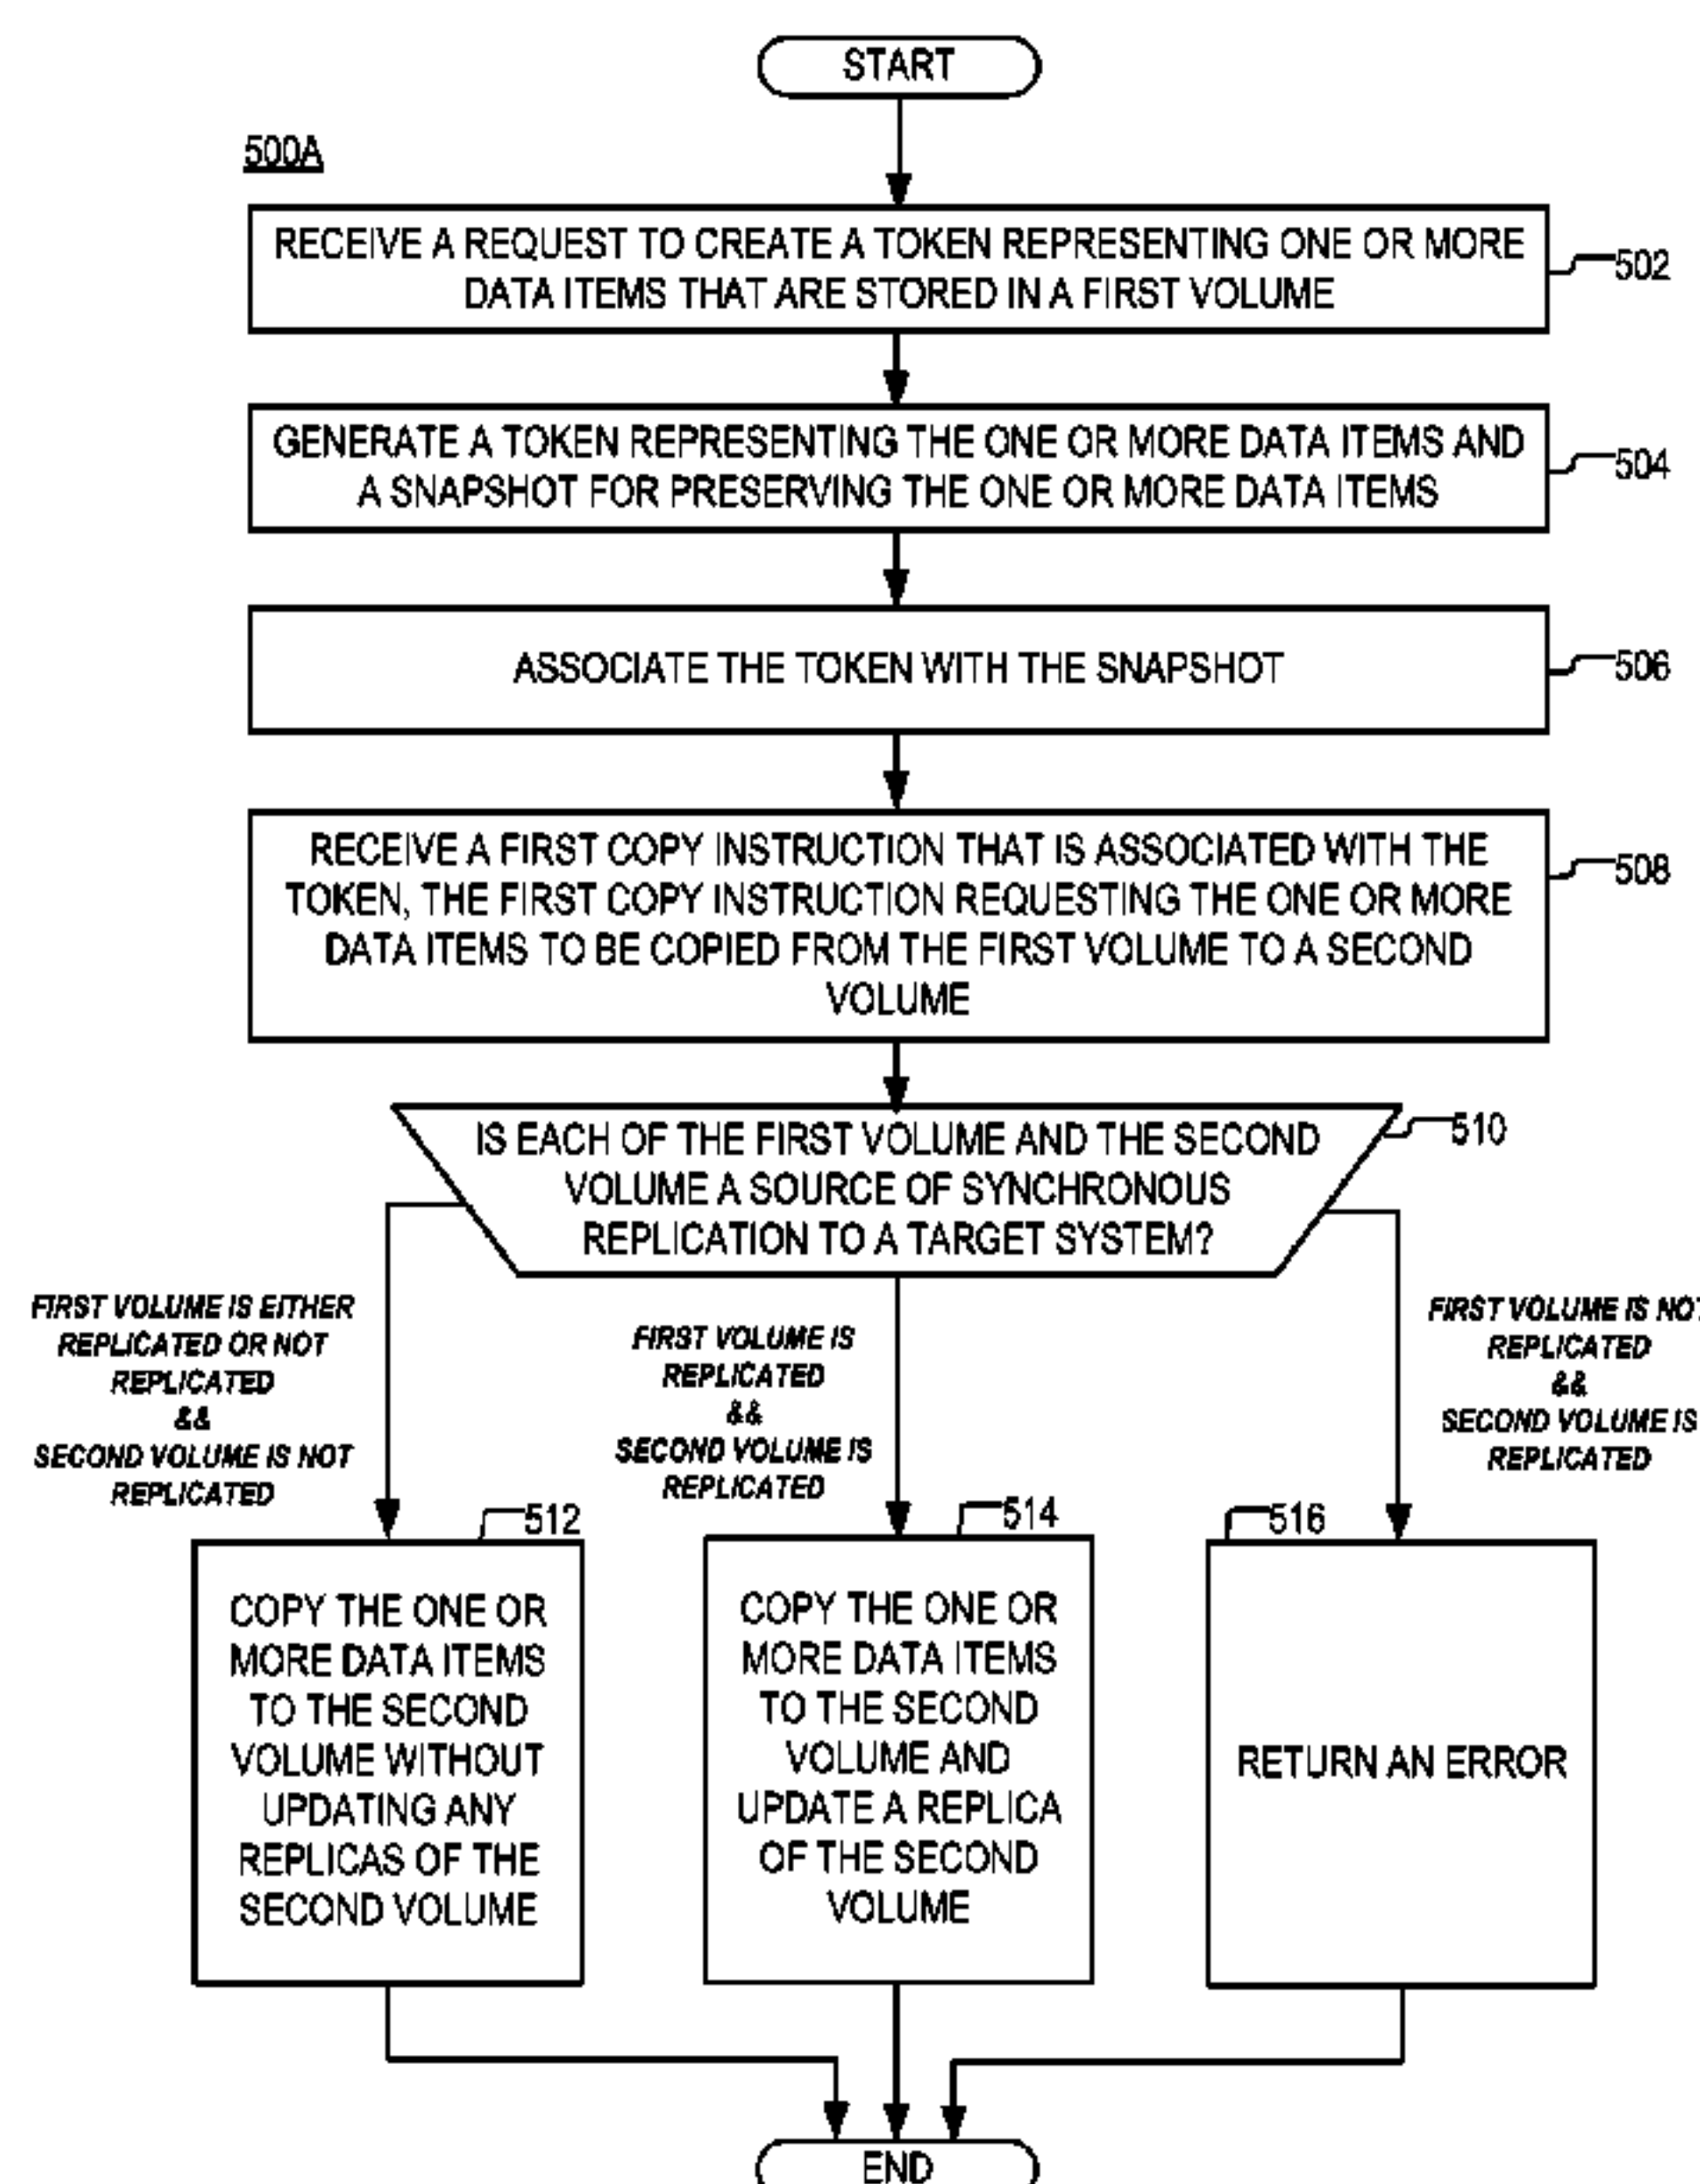 START
500A
RECEIVE A REQUEST TO CREATE A TOKEN REPRESENTING ONE OR MORE
DATA ITEMS THAT ARE STORED IN A FIRST VOLUME
502
GENERATE A TOKEN REPRESENTING THE ONE OR MORE DATA ITEMS AND
A SNAPSHOT FOR PRESERVING THE ONE OR MORE DATA ITEMS
504
ASSOCIATE THE TOKEN WITH THE SNAPSHOT
506
RECEIVE A FIRST COPY INSTRUCTION THAT IS ASSOCIATED WITH THE
TOKEN, THE FIRST COPY INSTRUCTION REQUESTING THE ONE OR MORE
DATA ITEMS TO BE COPIED FROM THE FIRST VOLUME TO A SECOND
VOLUME
508
IS EACH OF THE FIRST VOLUME AND THE SECOND
VOLUME A SOURCE OF SYNCHRONOUS
REPLICATION TO A TARGET SYSTEM?
510
FIRST VOLUME IS EITHER
REPLICATED OR NOT
REPLICATED
&&
SECOND VOLUME IS NOT
REPLICATED
FIRST VOLUME IS
REPLICATED
&&
SECOND VOLUME IS
REPLICATED
FIRST VOLUME IS NOT
REPLICATED
&&
SECOND VOLUME IS
REPLICATED
512
COPY THE ONE OR
MORE DATA ITEMS
TO THE SECOND
VOLUME WITHOUT
UPDATING ANY
REPLICAS OF THE
SECOND VOLUME
514
COPY THE ONE OR
MORE DATA ITEMS
TO THE SECOND
VOLUME AND
UPDATE A REPLICA
OF THE SECOND
VOLUME
516
RETURN AN ERROR
END